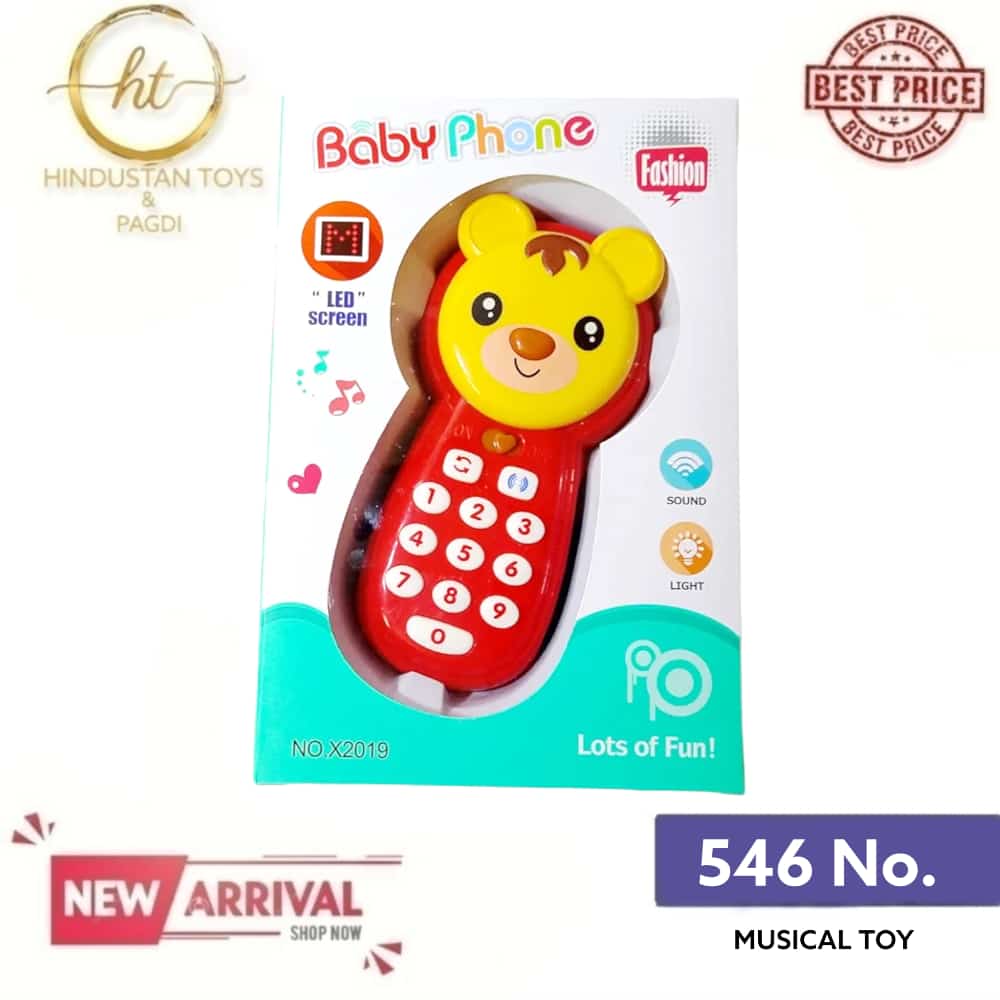 ht
HINDUSTAN TOYS
&
PAGDI
BEST PRICE
BEST PRICE
BEST PRICE
Baby Phone
Fashion
M
" LED "
screen
ON
1 2 3
4 5 6
7 8 9
0
SOUND
LIGHT
NO.X2019
Lots of Fun!
NEW ARRIVAL
SHOP NOW
546 No.
MUSICAL TOY